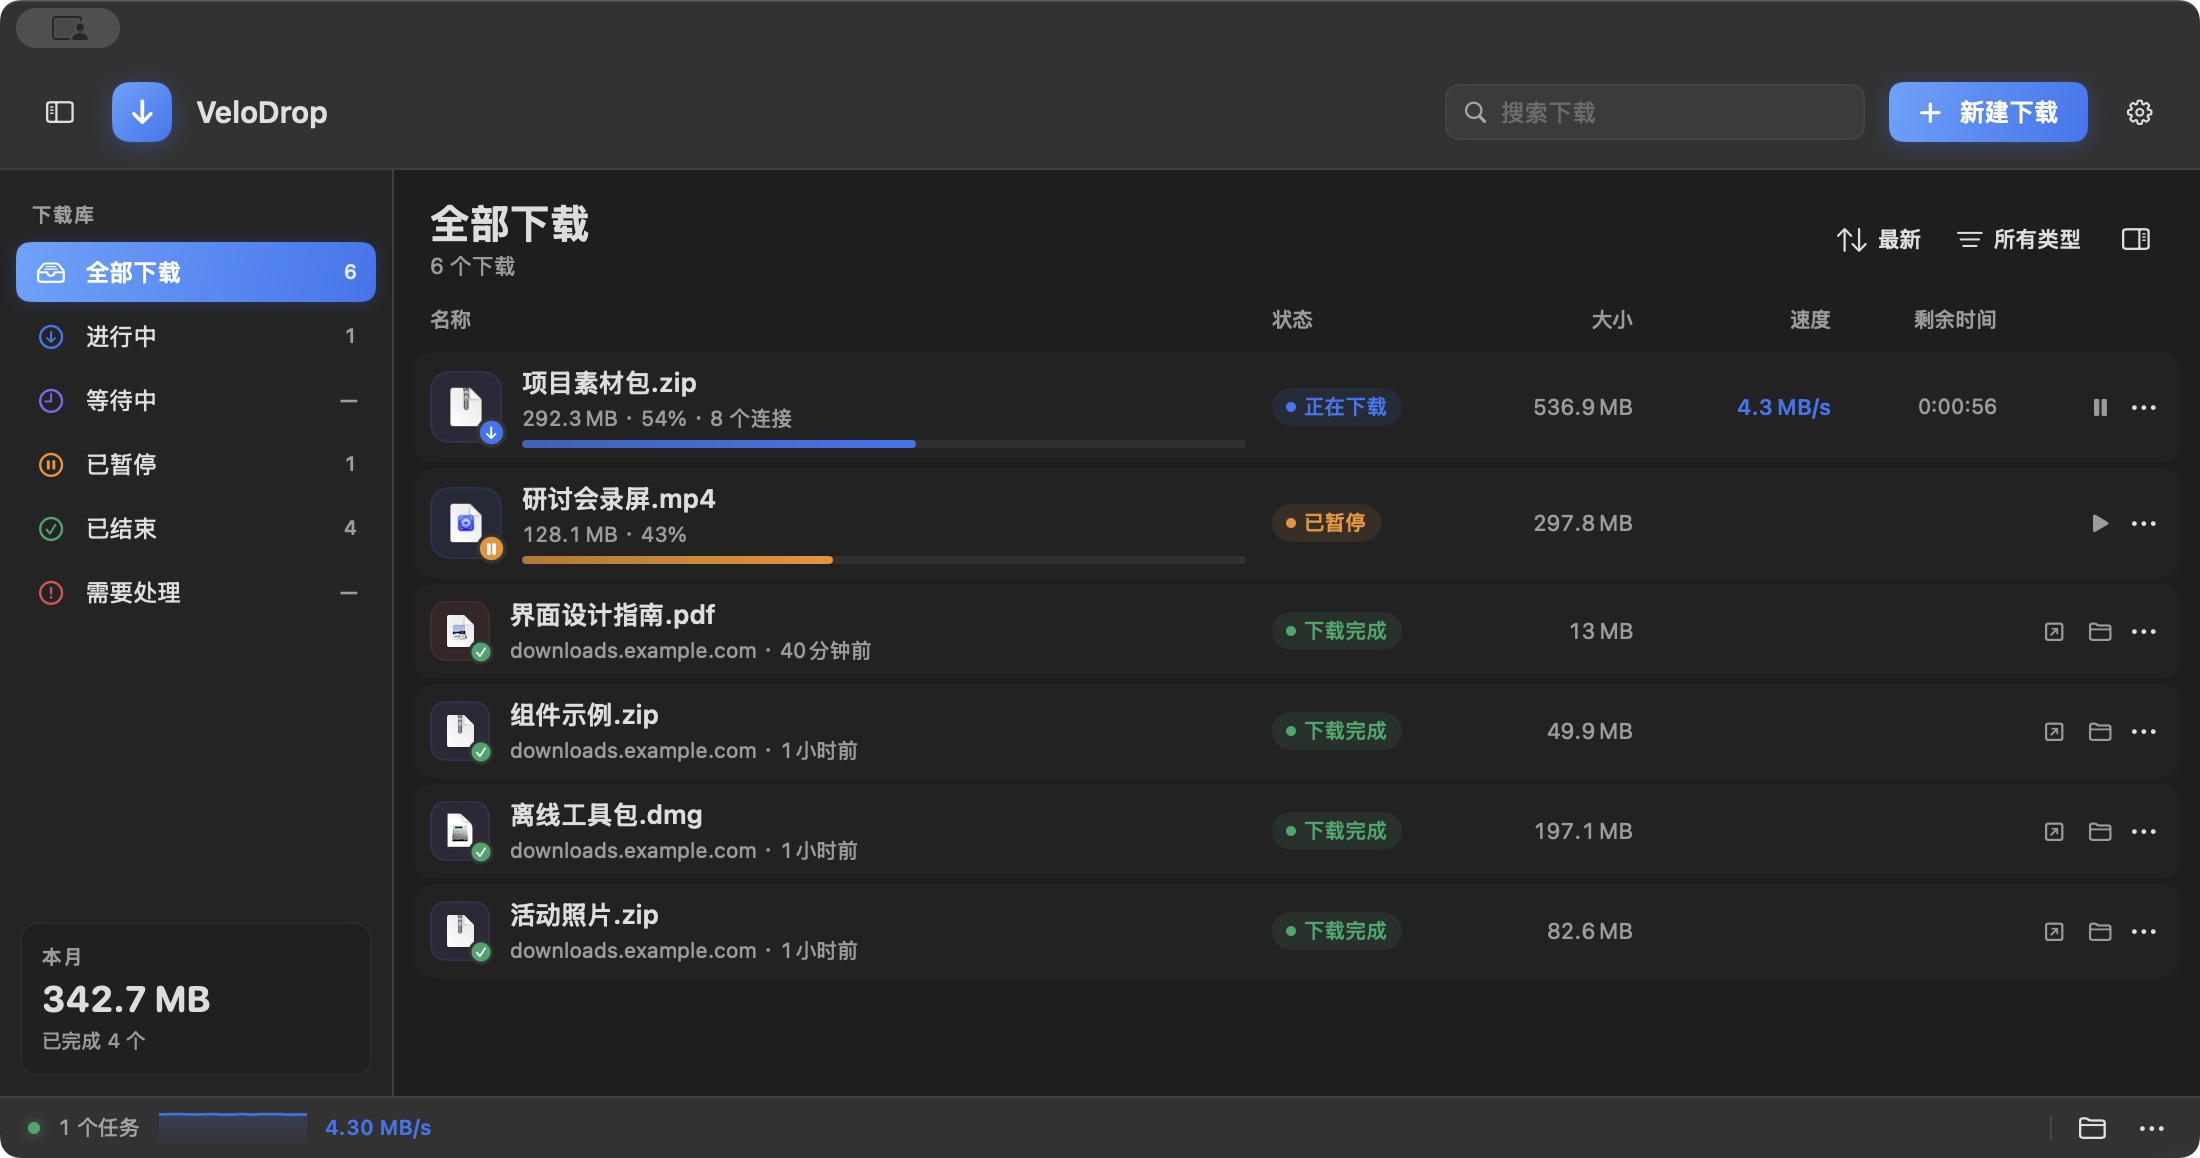 VeloDrop
搜索下载
新建下载
下载库
全部下载 6
进行中 1
等待中 —
已暂停 1
已结束 4
需要处理 —
本月
342.7 MB
已完成 4 个
全部下载
6 个下载
最新 所有类型
名称 状态 大小 速度 剩余时间
项目素材包.zip
292.3 MB · 54% · 8 个连接
正在下载 536.9 MB 4.3 MB/s 0:00:56
研讨会录屏.mp4
128.1 MB · 43%
已暂停 297.8 MB
界面设计指南.pdf
downloads.example.com · 40分钟前
下载完成 13 MB
组件示例.zip
downloads.example.com · 1小时前
下载完成 49.9 MB
离线工具包.dmg
downloads.example.com · 1小时前
下载完成 197.1 MB
活动照片.zip
downloads.example.com · 1小时前
下载完成 82.6 MB
1 个任务 4.30 MB/s